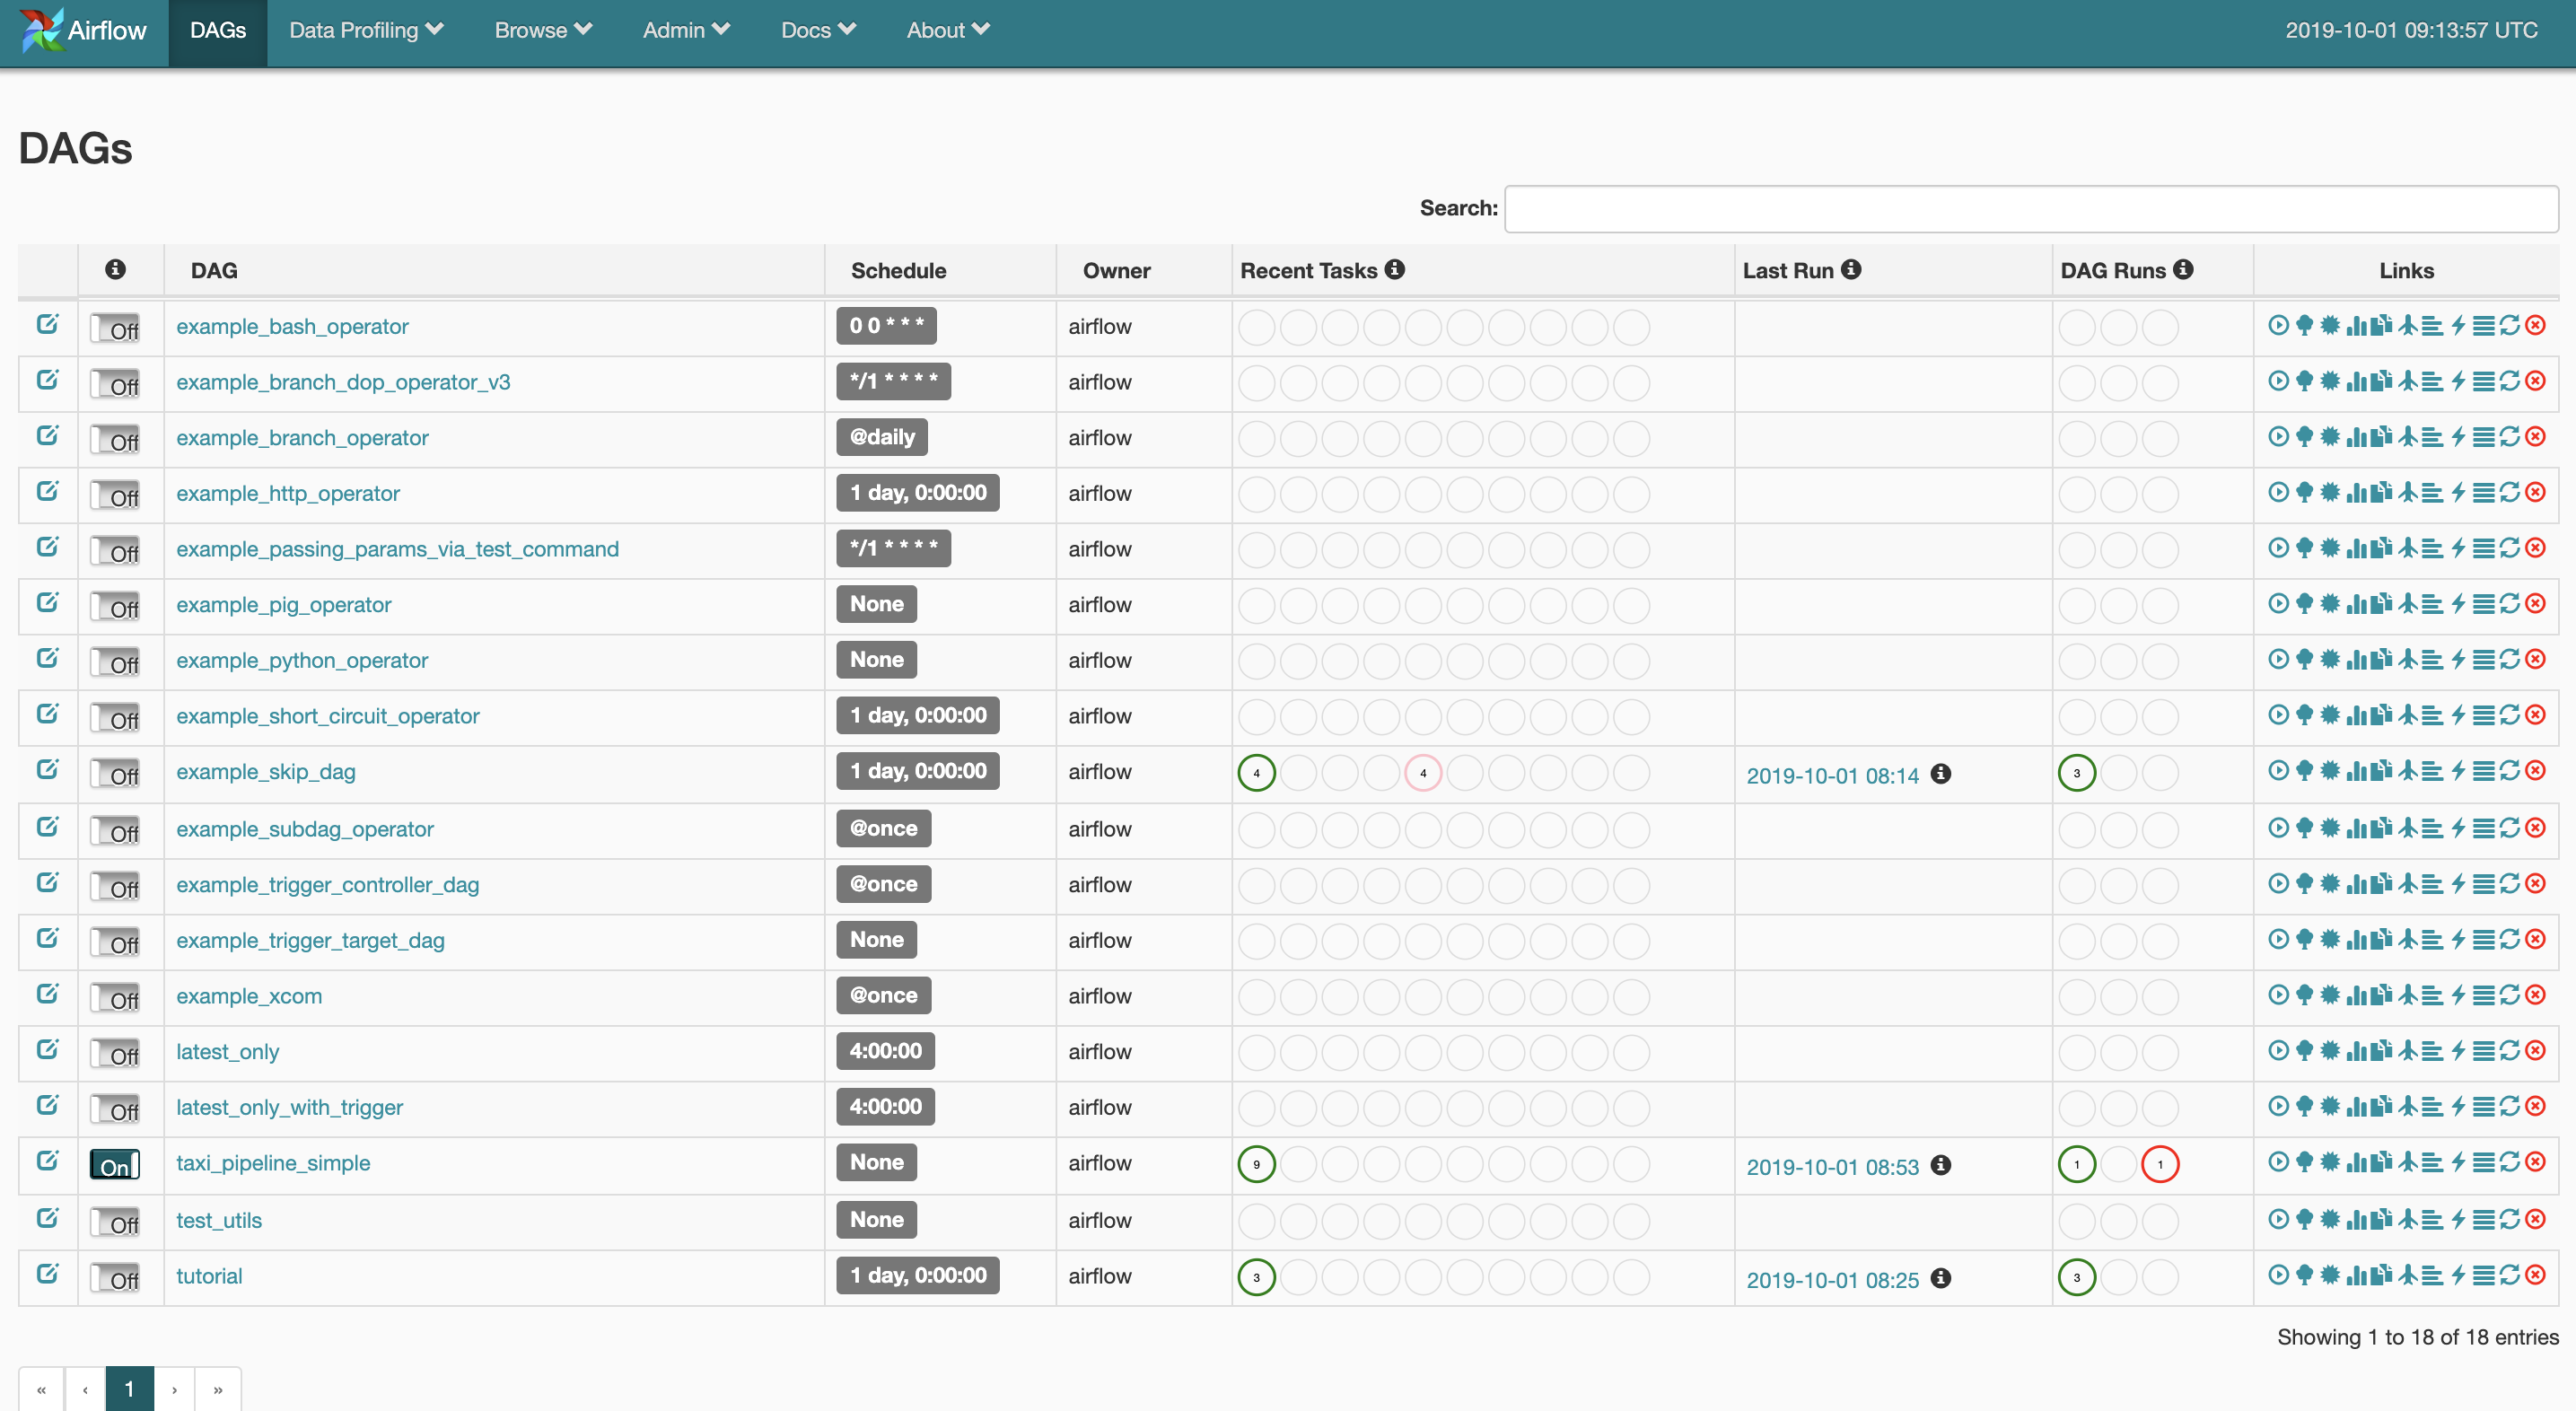 Airflow DAGs Data Profiling Browse Admin Docs About 2019-10-01 09:13:57 UTC
DAGs
Search:
DAG Schedule Owner Recent Tasks Last Run DAG Runs Links
Off example_bash_operator 0 0 * * * airflow
Off example_branch_dop_operator_v3 */1 * * * * airflow
Off example_branch_operator @daily airflow
Off example_http_operator 1 day, 0:00:00 airflow
Off example_passing_params_via_test_command */1 * * * * airflow
Off example_pig_operator None airflow
Off example_python_operator None airflow
Off example_short_circuit_operator 1 day, 0:00:00 airflow
Off example_skip_dag 1 day, 0:00:00 airflow 4 4 2019-10-01 08:14 3
Off example_subdag_operator @once airflow
Off example_trigger_controller_dag @once airflow
Off example_trigger_target_dag None airflow
Off example_xcom @once airflow
Off latest_only 4:00:00 airflow
Off latest_only_with_trigger 4:00:00 airflow
On taxi_pipeline_simple None airflow 9 2019-10-01 08:53 1 1
Off test_utils None airflow
Off tutorial 1 day, 0:00:00 airflow 3 2019-10-01 08:25 3
Showing 1 to 18 of 18 entries
« ‹ 1 › »